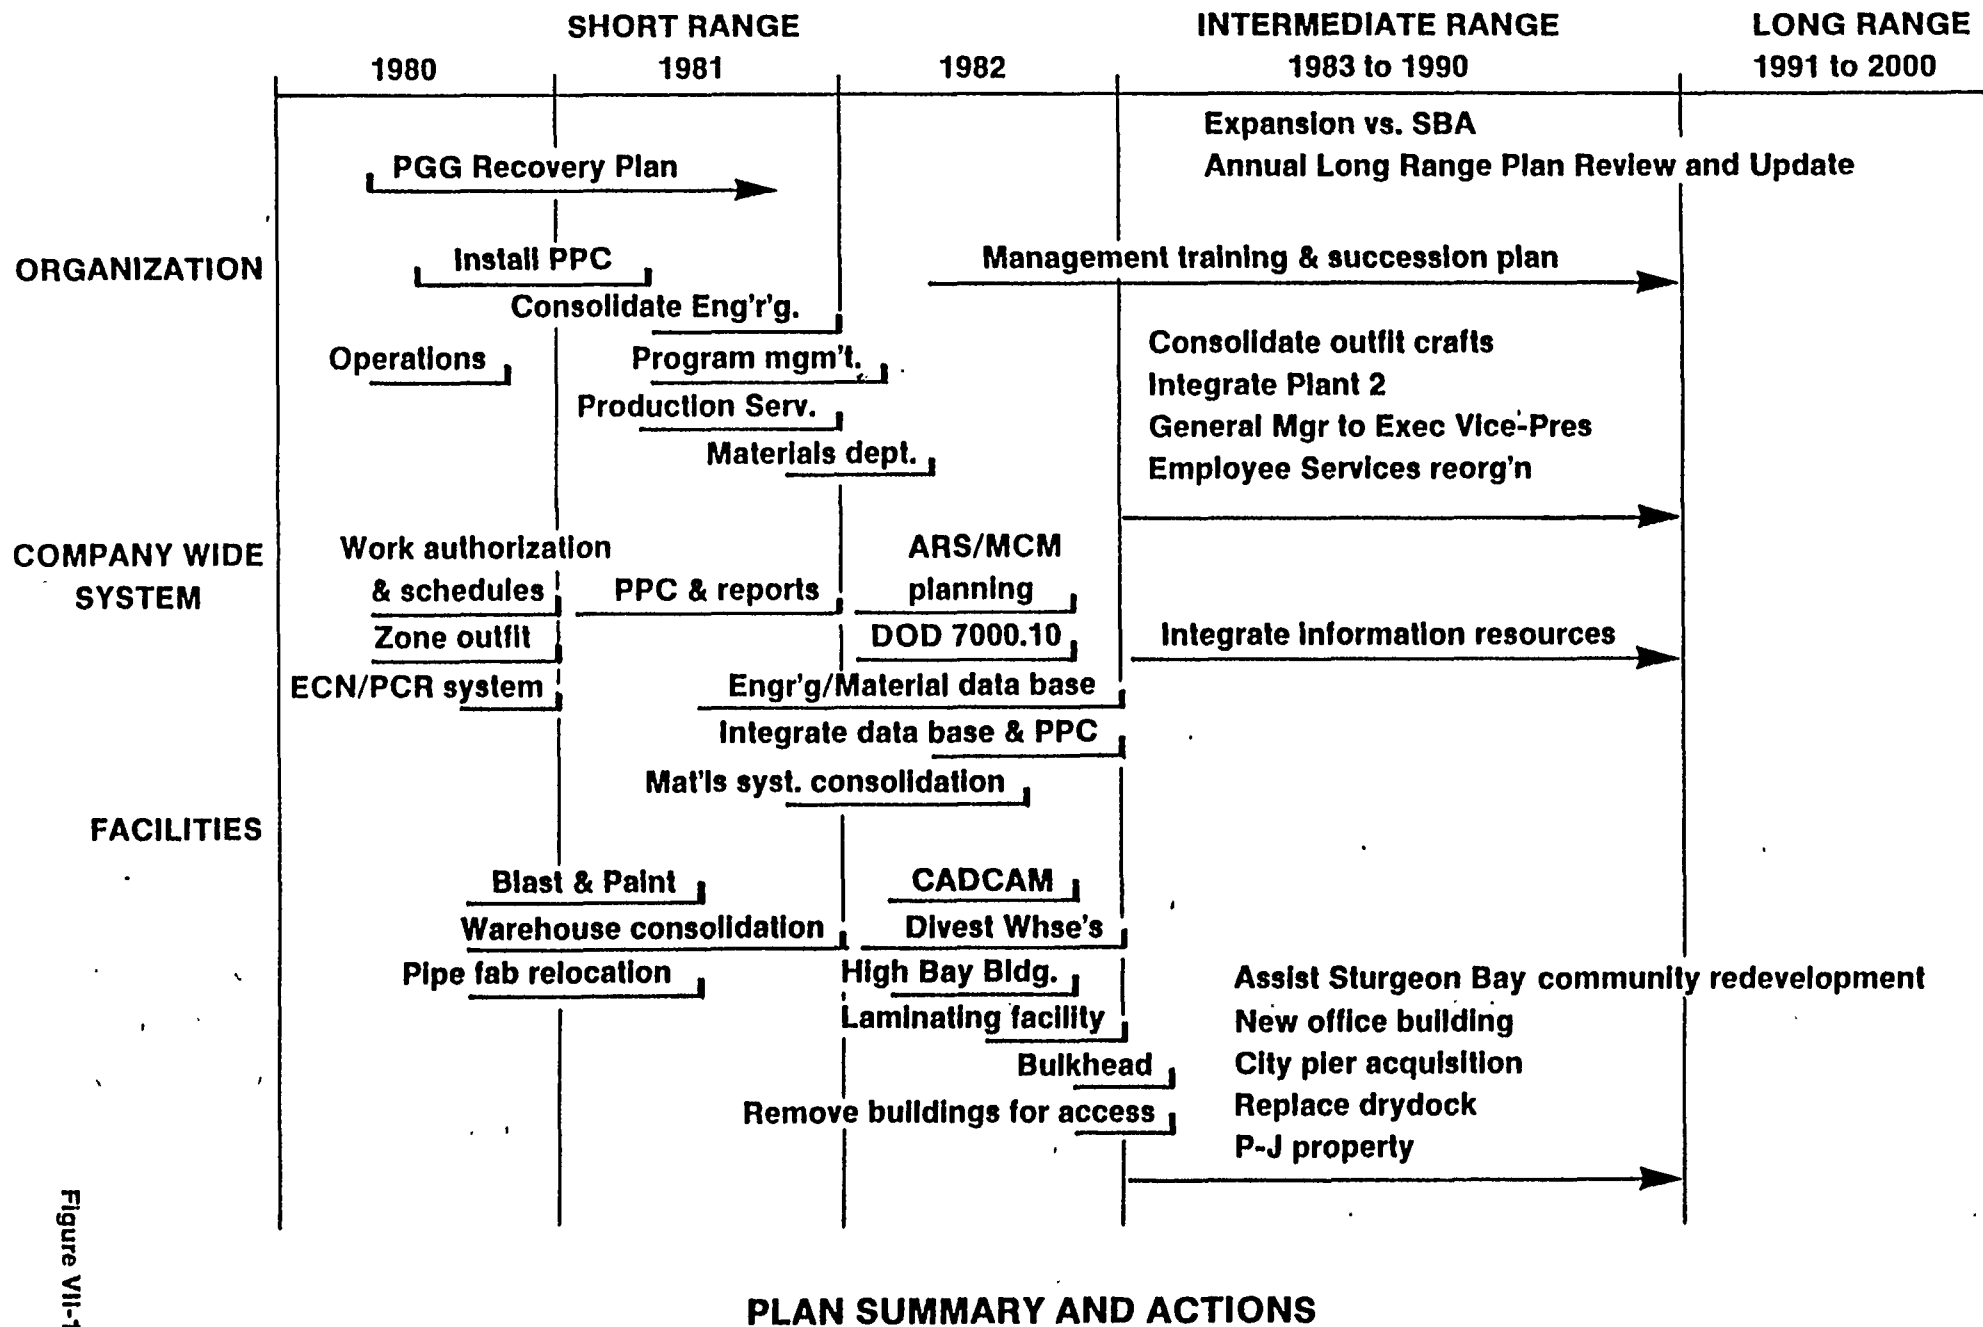 SHORT RANGE
INTERMEDIATE RANGE
LONG RANGE
1980
1981
1982
1983 to 1990
1991 to 2000
Expansion vs. SBA
Annual Long Range Plan Review and Update
PGG Recovery Plan
ORGANIZATION
Install PPC
Management training & succession plan
Consolidate Eng'r'g.
Operations
Program mgm't.
Production Serv.
Materials dept.
Consolidate outfit crafts
Integrate Plant 2
General Mgr to Exec Vice-Pres
Employee Services reorg'n
COMPANY WIDE
SYSTEM
Work authorization
& schedules
PPC & reports
ARS/MCM
planning
Zone outfit
DOD 7000.10
Integrate information resources
ECN/PCR system
Engr'g/Material data base
Integrate data base & PPC
Mat'ls syst. consolidation
FACILITIES
Blast & Paint
CADCAM
Warehouse consolidation
Divest Whse's
Pipe fab relocation
High Bay Bldg.
Laminating facility
Bulkhead
Remove buildings for access
Assist Sturgeon Bay community redevelopment
New office building
City pier acquisition
Replace drydock
P-J property
Figure VII-1
PLAN SUMMARY AND ACTIONS